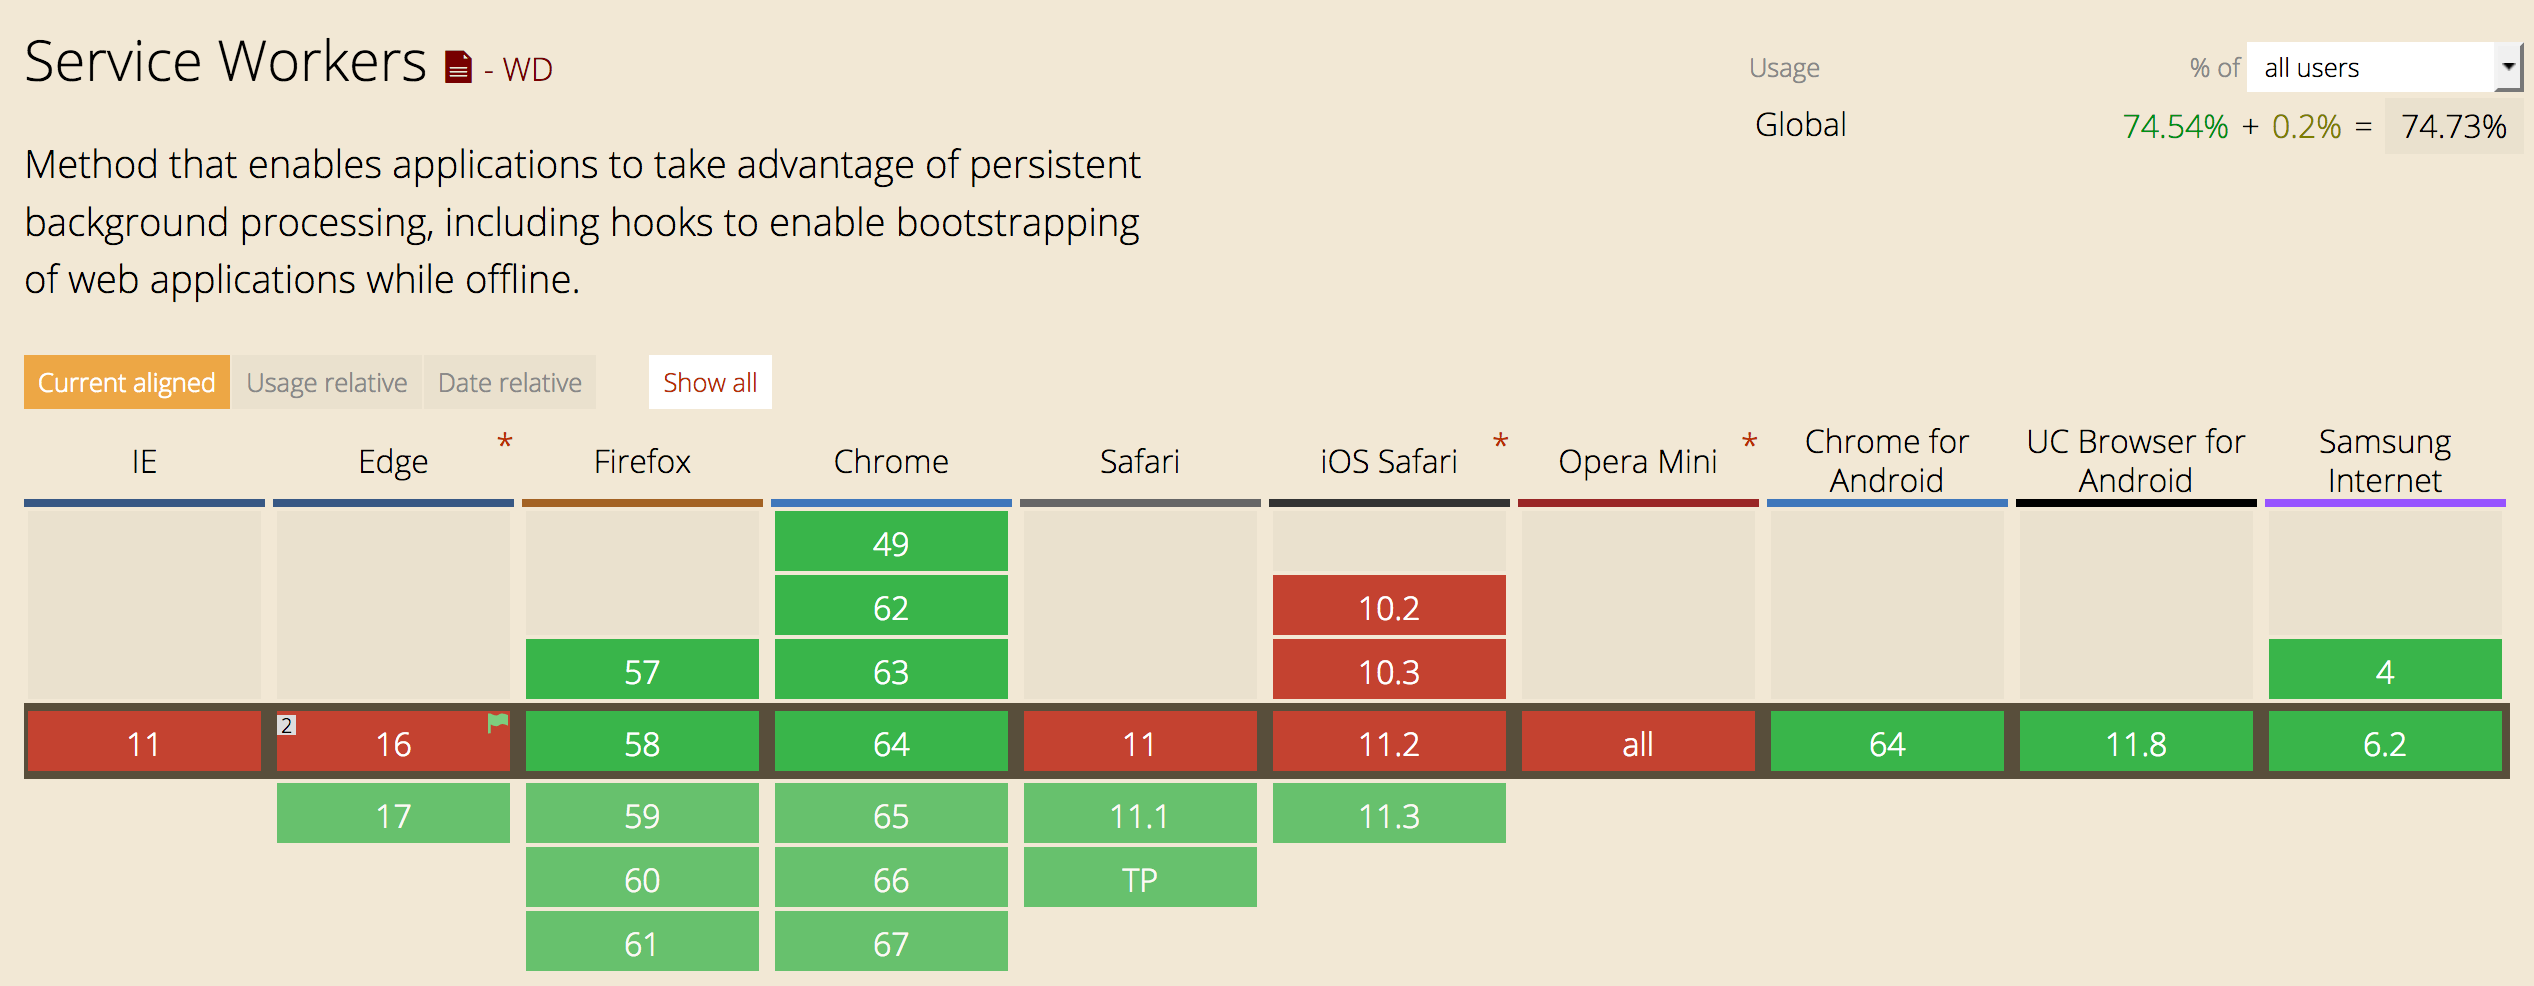 Service Workers - WD
Usage % of all users
Global 74.54% + 0.2% = 74.73%
Method that enables applications to take advantage of persistent
background processing, including hooks to enable bootstrapping
of web applications while offline.
Current aligned Usage relative Date relative Show all
IE Edge * Firefox Chrome Safari iOS Safari * Opera Mini * Chrome for Android UC Browser for Android Samsung Internet
49
62 10.2
57 63 10.3 4
11 2 16 58 64 11 11.2 all 64 11.8 6.2
17 59 65 11.1 11.3
60 66 TP
61 67